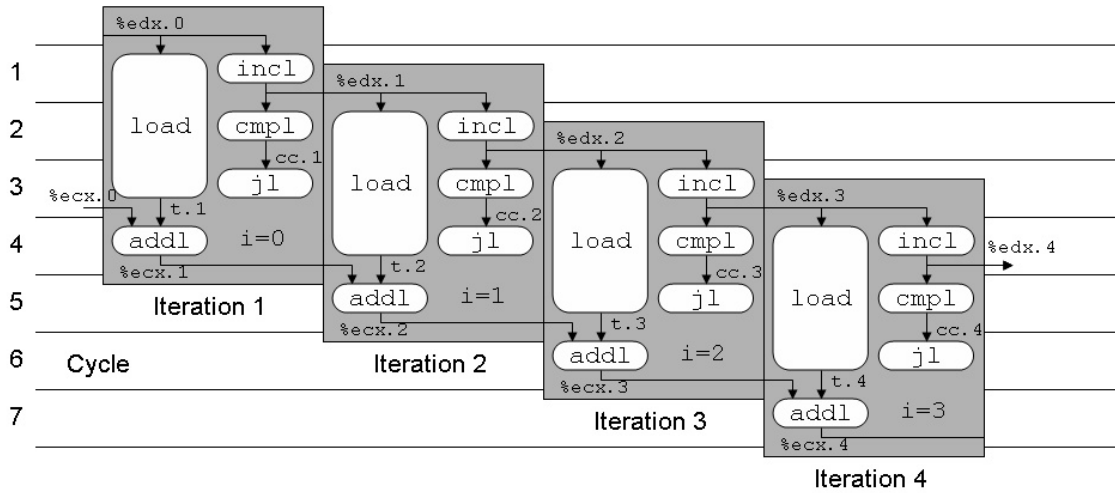 %edx.0
1
load
incl
%edx.1
2
cmpl
load
incl
%edx.2
cc.1
3
jl
cmpl
load
incl
%edx.3
%ecx.0
t.1
cc.2
4
addl
i=0
jl
cmpl
load
incl
%edx.4
%ecx.1
t.2
cc.3
5
Iteration 1
addl
i=1
jl
cmpl
%ecx.2
t.3
cc.4
6
Cycle
Iteration 2
addl
i=2
jl
%ecx.3
t.4
7
Iteration 3
addl
i=3
%ecx.4
Iteration 4